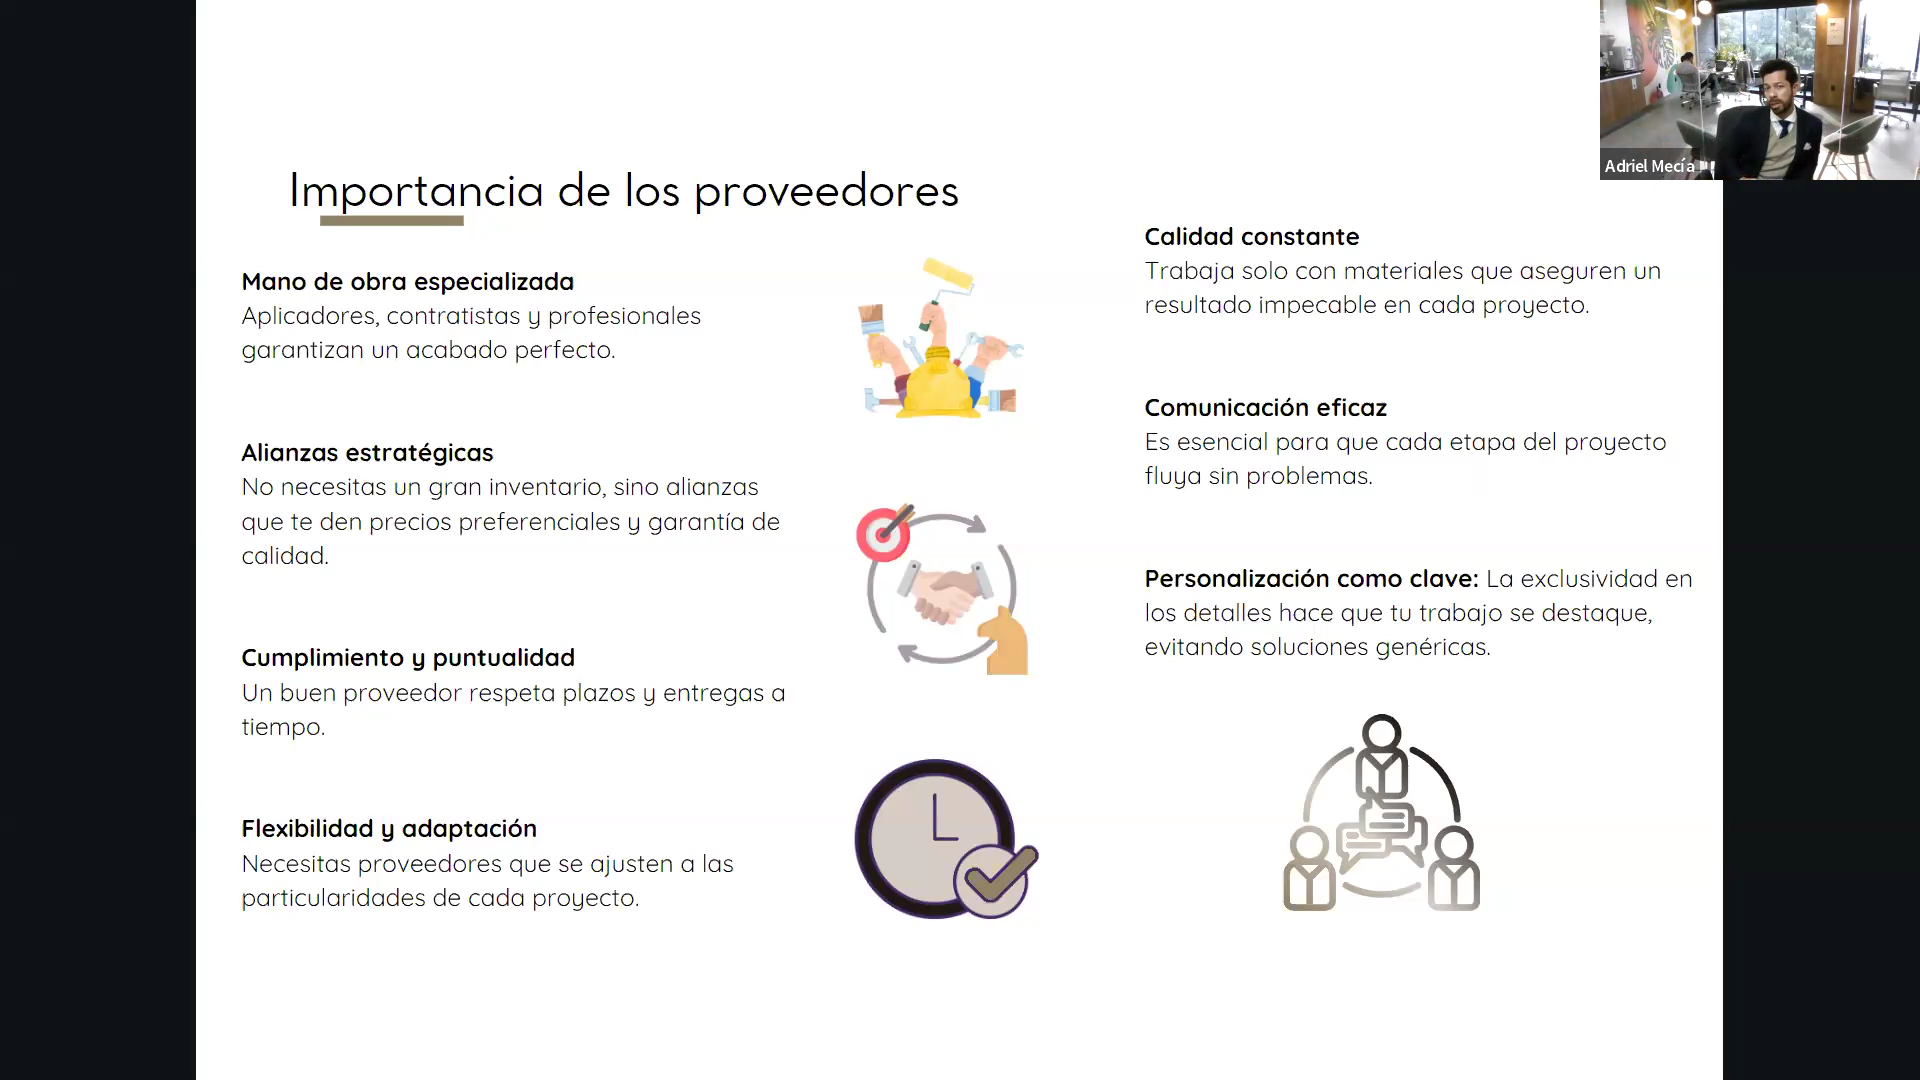 Importancia de los proveedores
Mano de obra especializada
Aplicadores, contratistas y profesionales
garantizan un acabado perfecto.
Alianzas estratégicas
No necesitas un gran inventario, sino alianzas
que te den precios preferenciales y garantía de
calidad.
Cumplimiento y puntualidad
Un buen proveedor respeta plazos y entregas a
tiempo.
Flexibilidad y adaptación
Necesitas proveedores que se ajusten a las
particularidades de cada proyecto.
Calidad constante
Trabaja solo con materiales que aseguren un
resultado impecable en cada proyecto.
Comunicación eficaz
Es esencial para que cada etapa del proyecto
fluya sin problemas.
Personalización como clave: La exclusividad en
los detalles hace que tu trabajo se destaque,
evitando soluciones genéricas.
Adriel Mecía